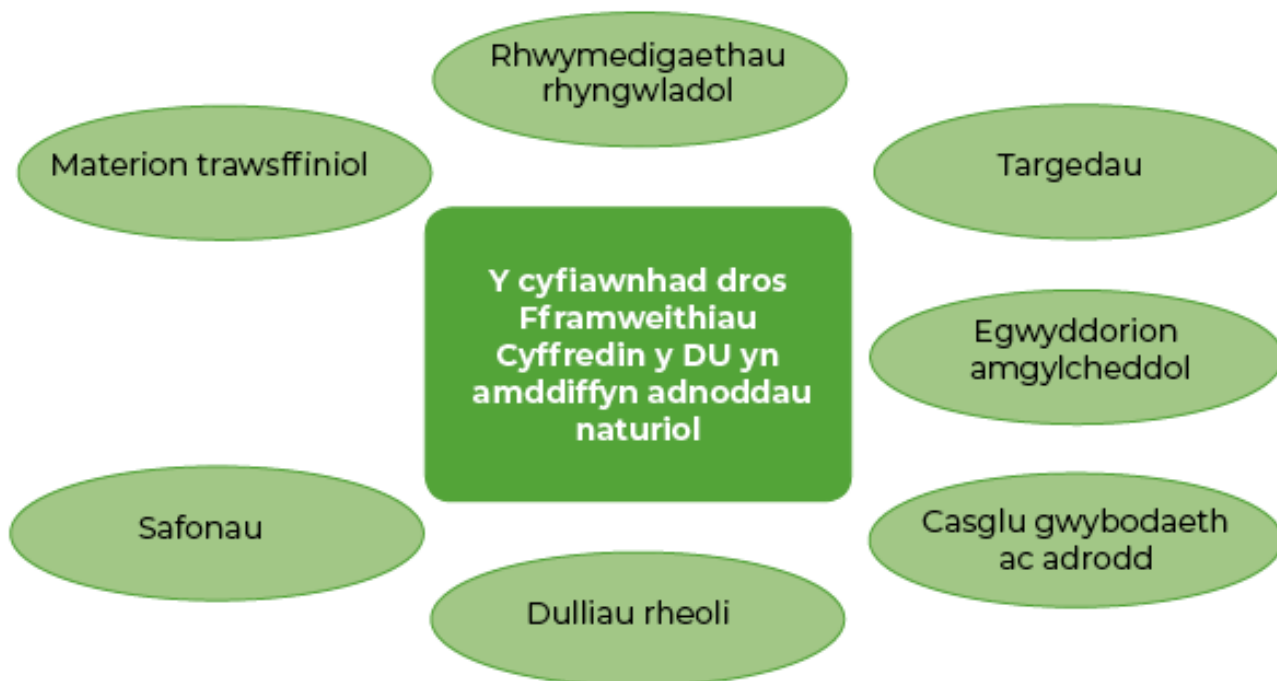 Rhwymedigaethau
rhyngwladol
Materion trawsffiniol
Targedau
Y cyfiawnhad dros
Fframweithiau
Cyffredin y DU yn
amddiffyn adnoddau
naturiol
Egwyddorion
amgylcheddol
Safonau
Casglu gwybodaeth
ac adrodd
Dulliau rheoli